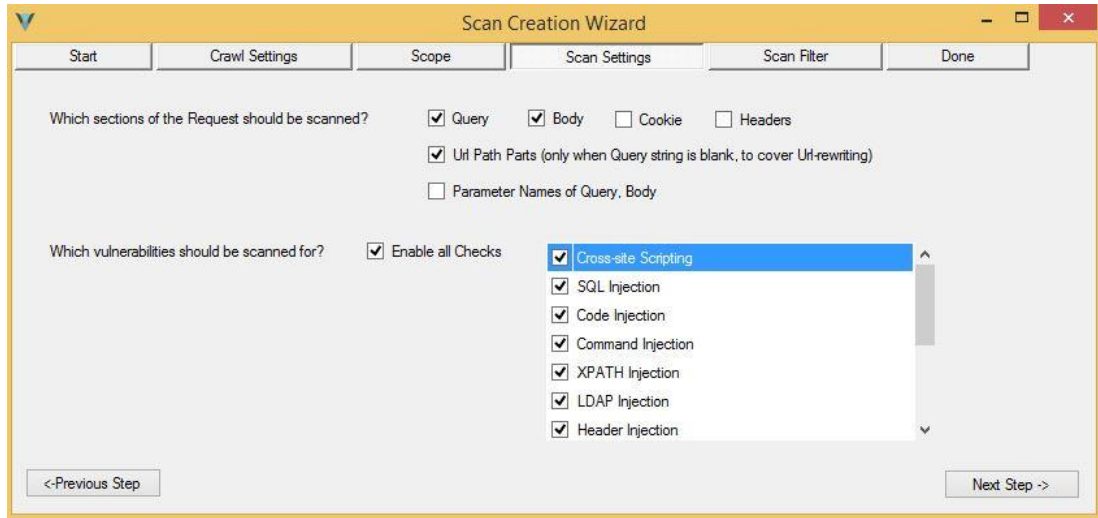 Scan Creation Wizard
Start Crawl Settings Scope Scan Settings Scan Filter Done
Which sections of the Request should be scanned? Query Body Cookie Headers
Url Path Parts (only when Query string is blank, to cover Url-rewriting)
Parameter Names of Query, Body
Which vulnerabilities should be scanned for? Enable all Checks
Cross-site Scripting
SQL Injection
Code Injection
Command Injection
XPATH Injection
LDAP Injection
Header Injection
<-Previous Step Next Step ->